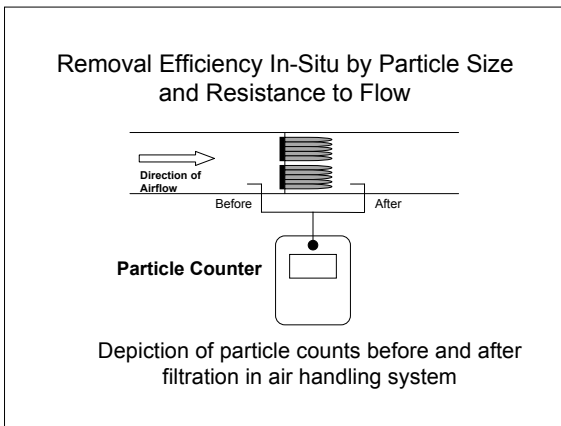 Removal Efficiency In-Situ by Particle Size
and Resistance to Flow
Direction of
Airflow
Before
After
Particle Counter
Depiction of particle counts before and after
filtration in air handling system